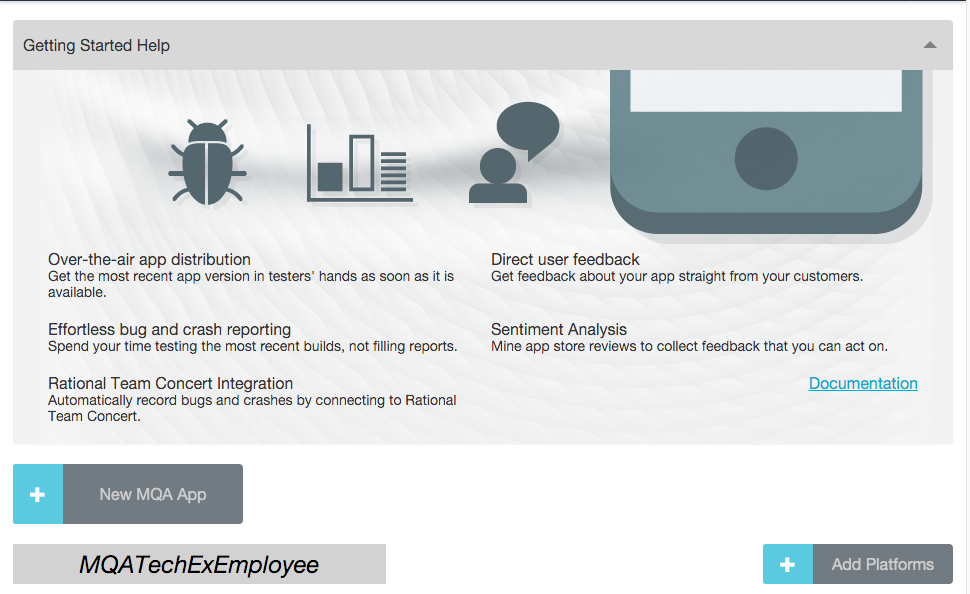 Getting Started Help
Over-the-air app distribution
Get the most recent app version in testers' hands as soon as it is
available.
Effortless bug and crash reporting
Spend your time testing the most recent builds, not filling reports.
Rational Team Concert Integration
Automatically record bugs and crashes by connecting to Rational
Team Concert.
Direct user feedback
Get feedback about your app straight from your customers.
Sentiment Analysis
Mine app store reviews to collect feedback that you can act on.
Documentation
New MQA App
MQATechExEmployee
Add Platforms